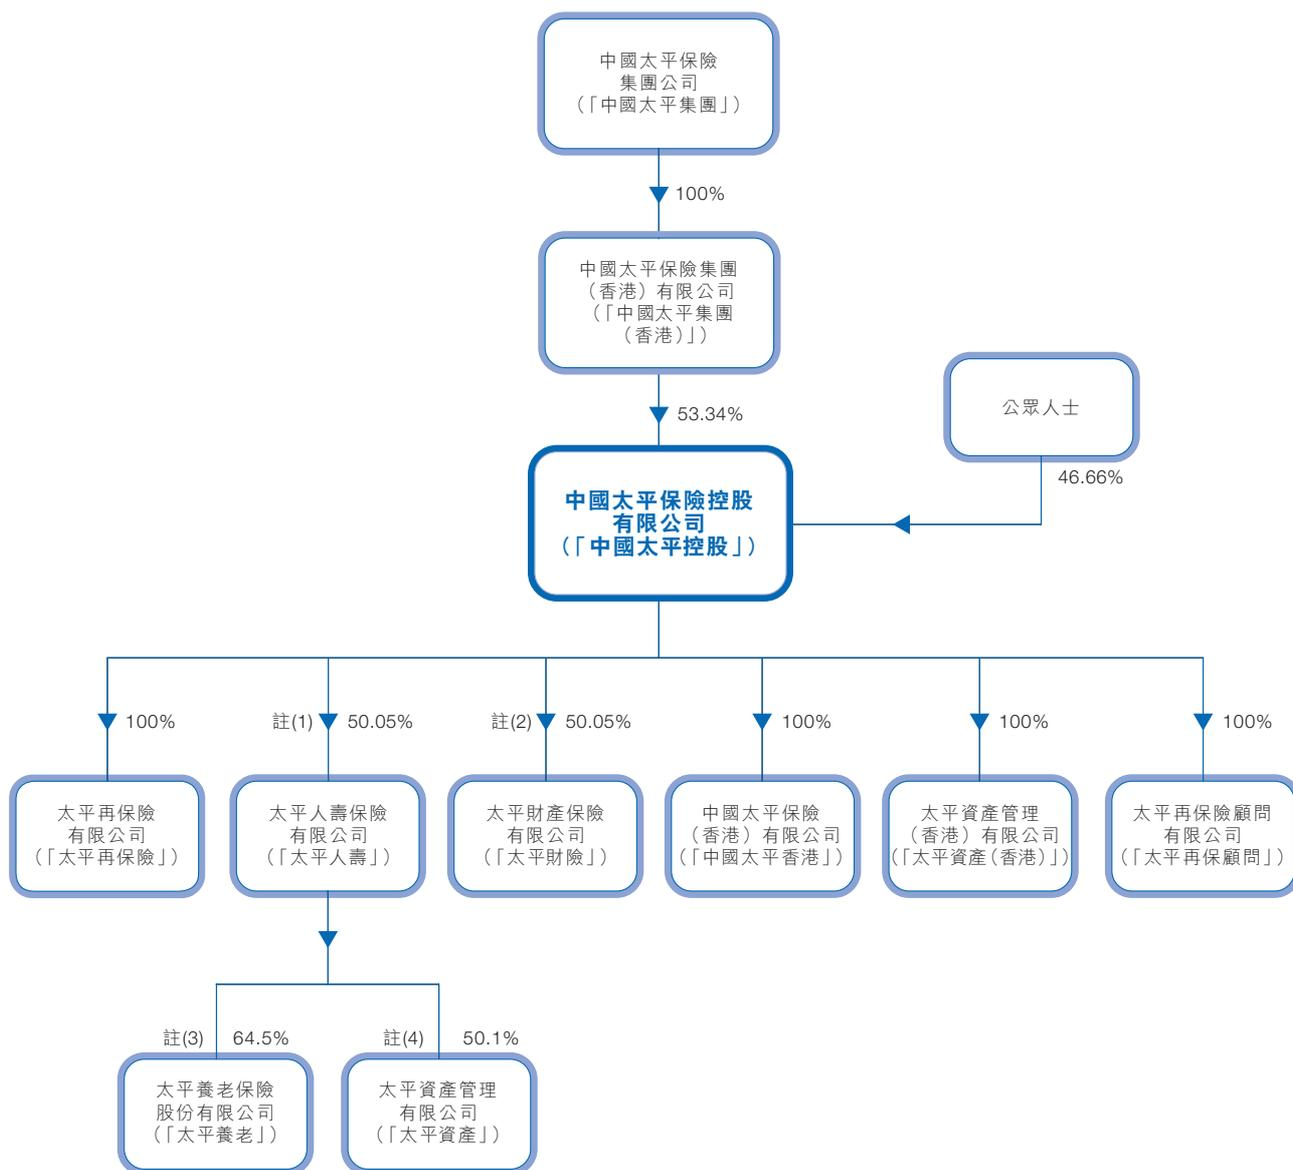 中國太平保險
集團公司
（「中國太平集團」）
100%
中國太平保險集團
（香港）有限公司
（「中國太平集團
（香港）」）
53.34%
公眾人士
46.66%
中國太平保險控股
有限公司
（「中國太平控股」）
100%
註(1) 50.05%
註(2) 50.05%
100%
100%
100%
太平再保險
有限公司
（「太平再保險」）
太平人壽保險
有限公司
（「太平人壽」）
太平財產保險
有限公司
（「太平財險」）
中國太平保險
（香港）有限公司
（「中國太平香港」）
太平資產管理
（香港）有限公司
（「太平資產（香港）」）
太平再保險顧問
有限公司
（「太平再保顧問」）
註(3) 64.5%
註(4) 50.1%
太平養老保險
股份有限公司
（「太平養老」）
太平資產管理
有限公司
（「太平資產」）